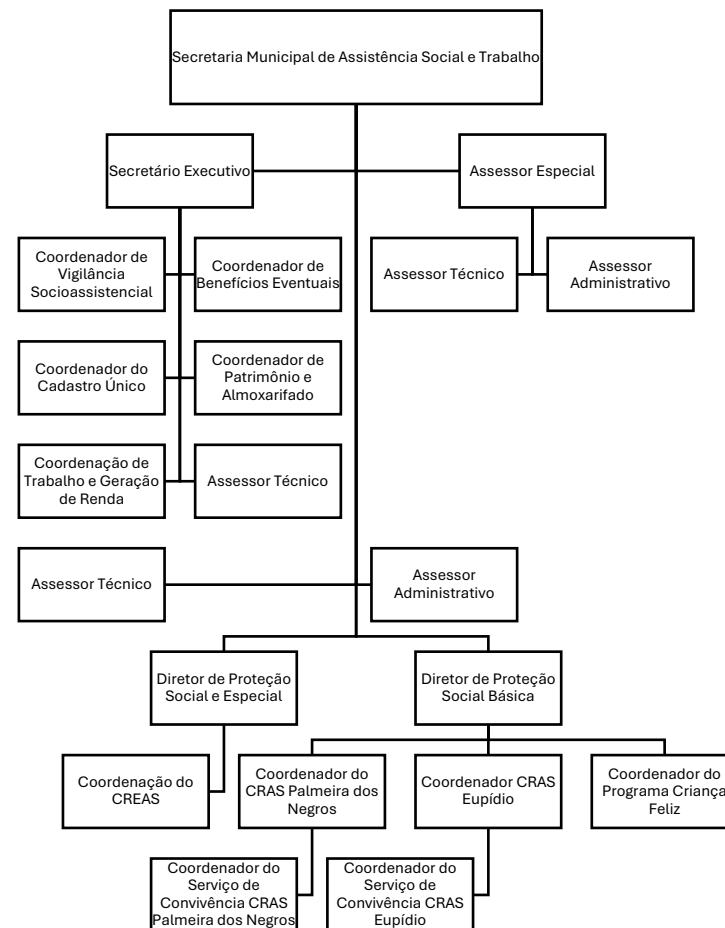 Secretaria Municipal de Assistência Social e Trabalho
Secretário Executivo
Assessor Especial
Coordenador de
Vigilância
Socioassistencial
Coordenador de
Benefícios Eventuais
Assessor Técnico
Assessor
Administrativo
Coordenador do
Cadastro Único
Coordenador de
Patrimônio e
Almoxarifado
Coordenação de
Trabalho e Geração
de Renda
Assessor Técnico
Assessor Técnico
Assessor
Administrativo
Diretor de Proteção
Social e Especial
Diretor de Proteção
Social Básica
Coordenação do
CREAS
Coordenador do
CRAS Palmeira dos
Negros
Coordenador CRAS
Eupídio
Coordenador do
Programa Criança
Feliz
Coordenador do
Serviço de
Convivência CRAS
Palmeira dos Negros
Coordenador do
Serviço de
Convivência CRAS
Eupídio